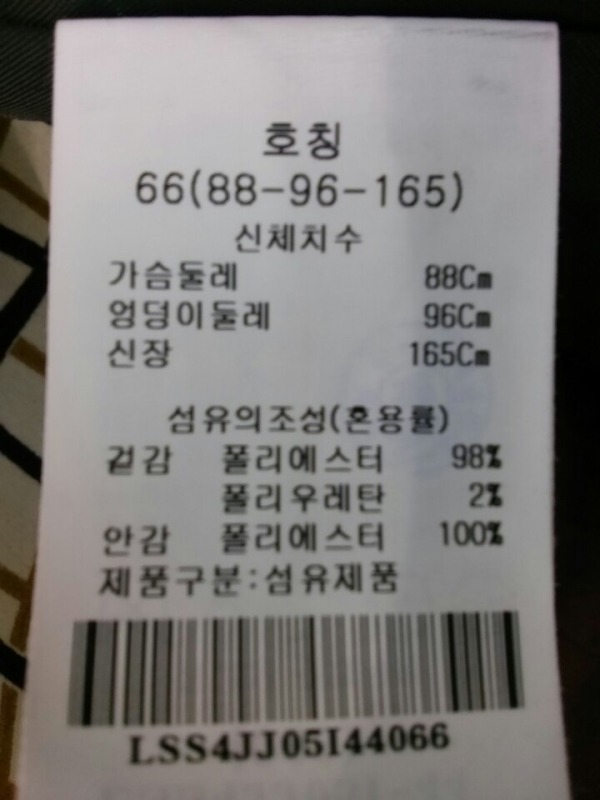 호칭
66(88-96-165)
신체치수
가슴둘레 88Cm
엉덩이둘레 96Cm
신장 165Cm
섬유의조성(혼용률)
겉감 폴리에스터 98%
폴리우레탄 2%
안감 폴리에스터 100%
제품구분:섬유제품
LSS4JJ05I44066